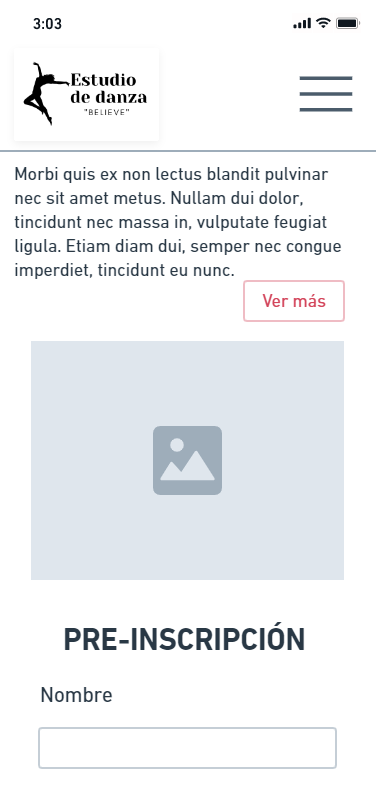 3:03
Estudio
de danza
"BELIEVE"
Morbi quis ex non lectus blandit pulvinar
nec sit amet metus. Nullam dui dolor,
tincidunt nec massa in, vulputate feugiat
ligula. Etiam diam dui, semper nec congue
imperdiet, tincidunt eu nunc.
Ver más
PRE-INSCRIPCIÓN
Nombre